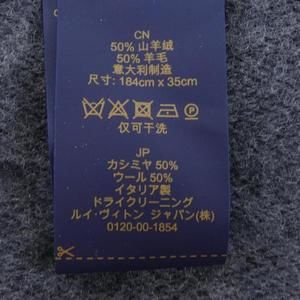 CN
50% 山羊绒
50% 羊毛
意大利制造
尺寸: 184cm x 35cm
仅可干洗
JP
カシミヤ 50%
ウール 50%
イタリア製
ドライクリーニング
ルイ・ヴィトン ジャパン(株)
0120-00-1854